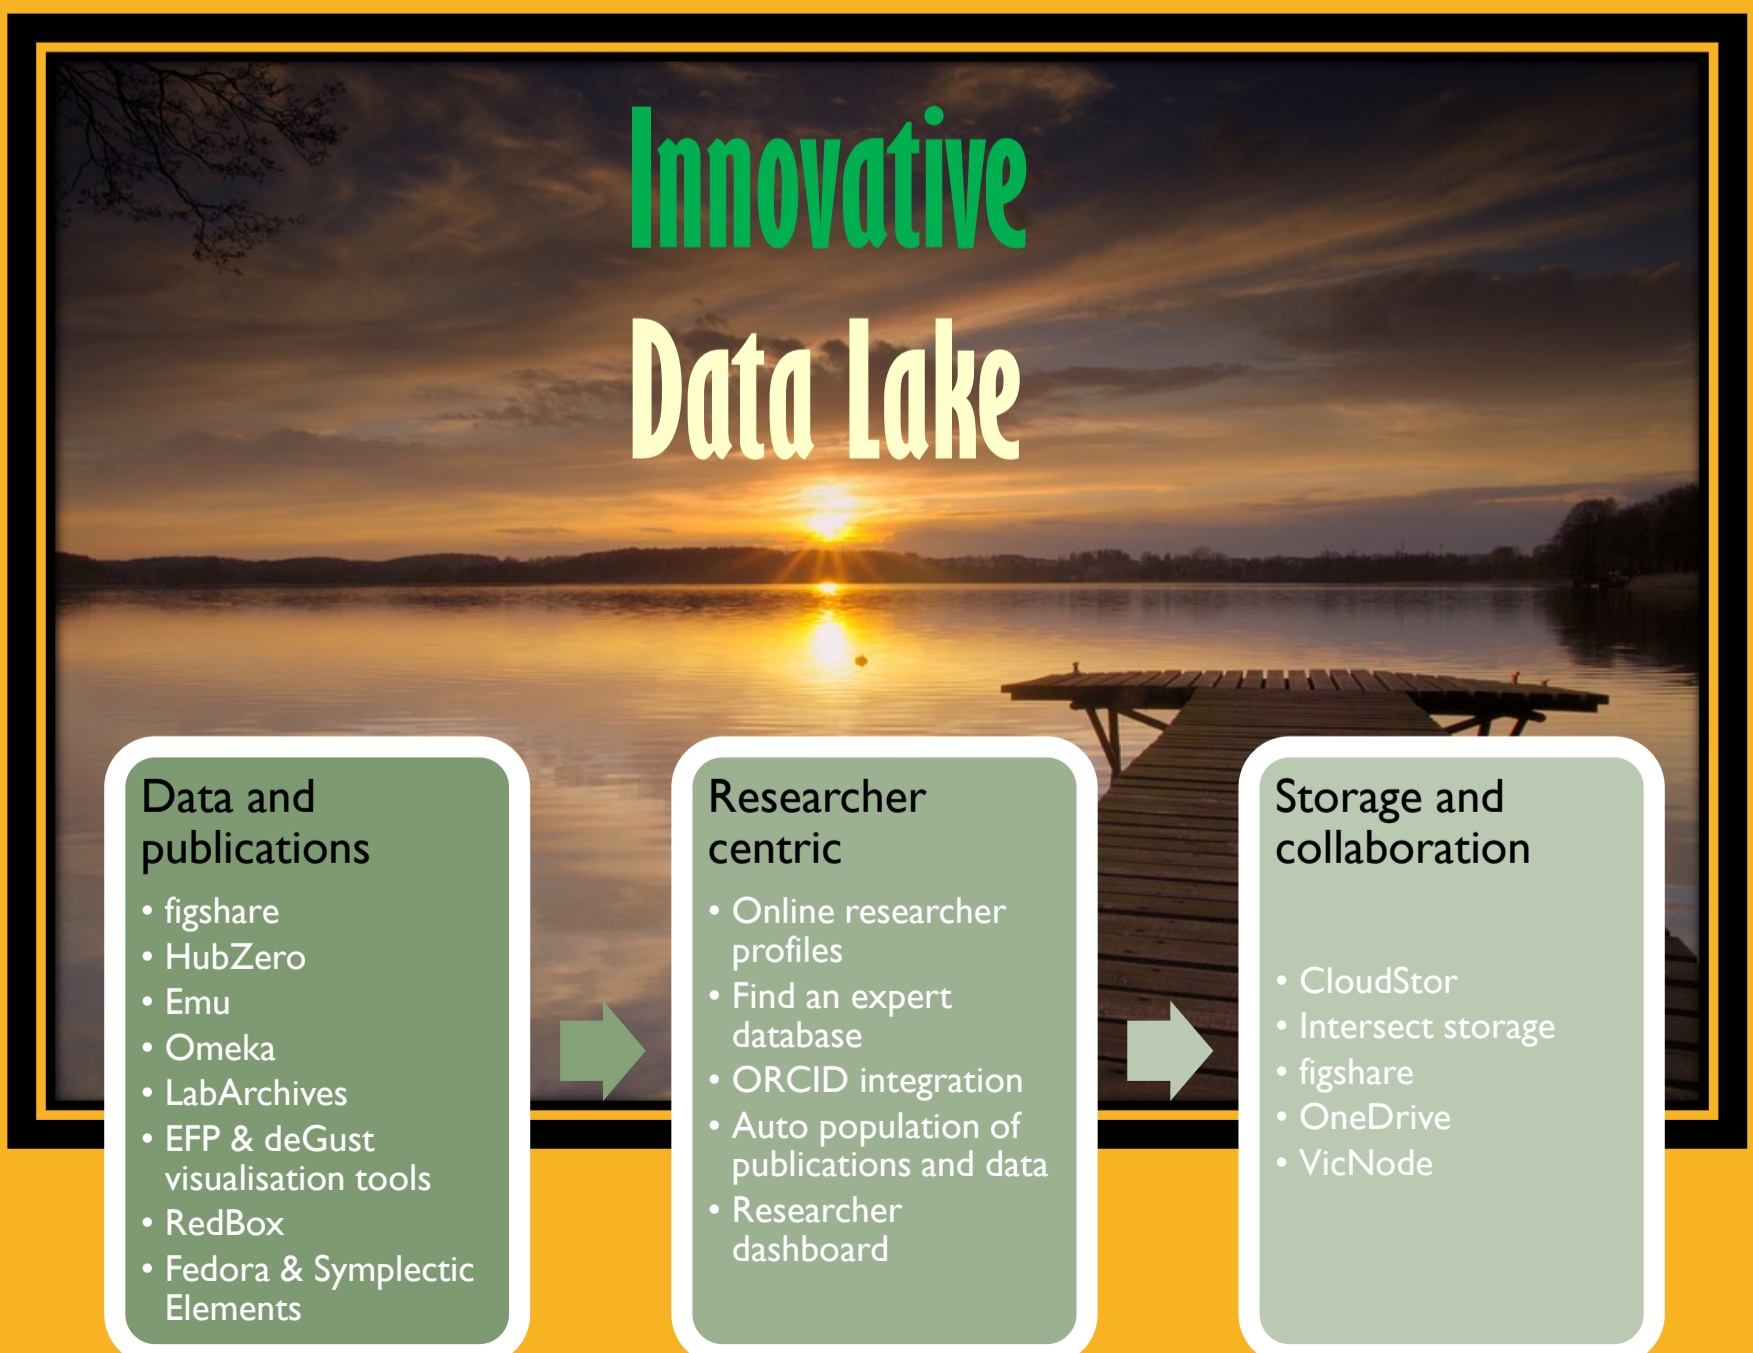 Innovative
Data Lake
Data and
publications
• figshare
• HubZero
• Emu
• Omeka
• LabArchives
• EFP & deGust
visualisation tools
• RedBox
• Fedora & Symplectic
Elements
Researcher
centric
• Online researcher
profiles
• Find an expert
database
• ORCID integration
• Auto population of
publications and data
• Researcher
dashboard
Storage and
collaboration
• CloudStor
• Intersect storage
• figshare
• OneDrive
• VicNode